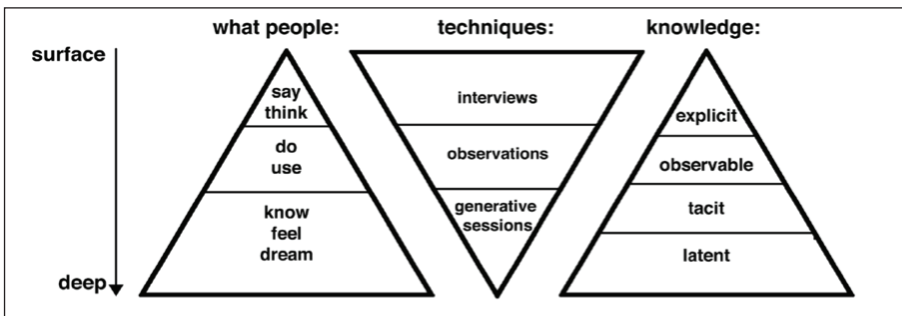 what people:
techniques:
knowledge:
surface
deep
say
think
do
use
know
feel
dream
interviews
observations
generative
sessions
explicit
observable
tacit
latent